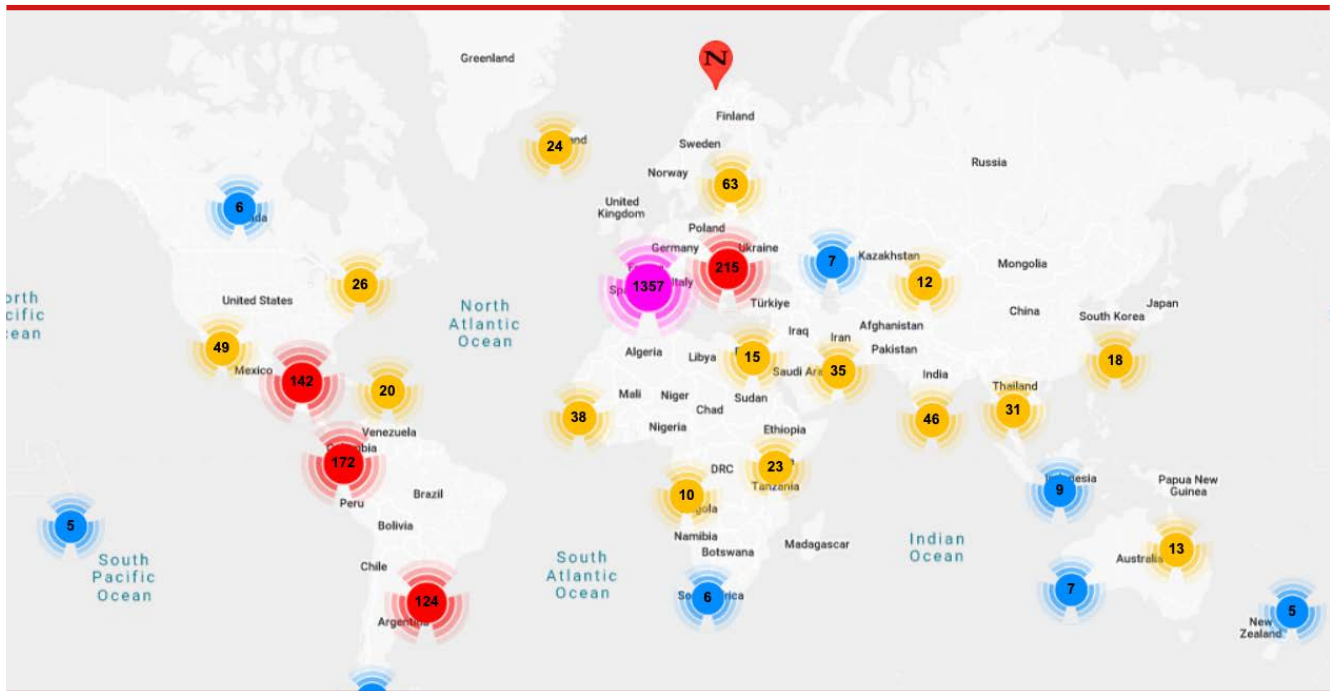 Greenland
N
Finland
24
Sweden
Russia
Norway
63
6
United
Kingdom
Poland
Germany
Ukraine
215
7
Kazakhstan
Mongolia
26
1357
Italy
12
United States
North
Atlantic
Ocean
Türkiye
China
Japan
South Korea
49
Iraq
Iran
Afghanistan
Algeria
Libya
15
Pakistan
18
Mexico
142
Saudi
35
India
Thailand
20
Mali
Niger
Sudan
38
Chad
46
31
Venezuela
Nigeria
Ethiopia
172
DRC
23
Tanzania
Papua New
Guinea
9
Peru
Brazil
10
5
Bolivia
Namibia
Botswana
Madagascar
Indian
Ocean
13
Australia
South
Pacific
Ocean
Chile
South
Atlantic
Ocean
124
6
7
5
New
Zealand